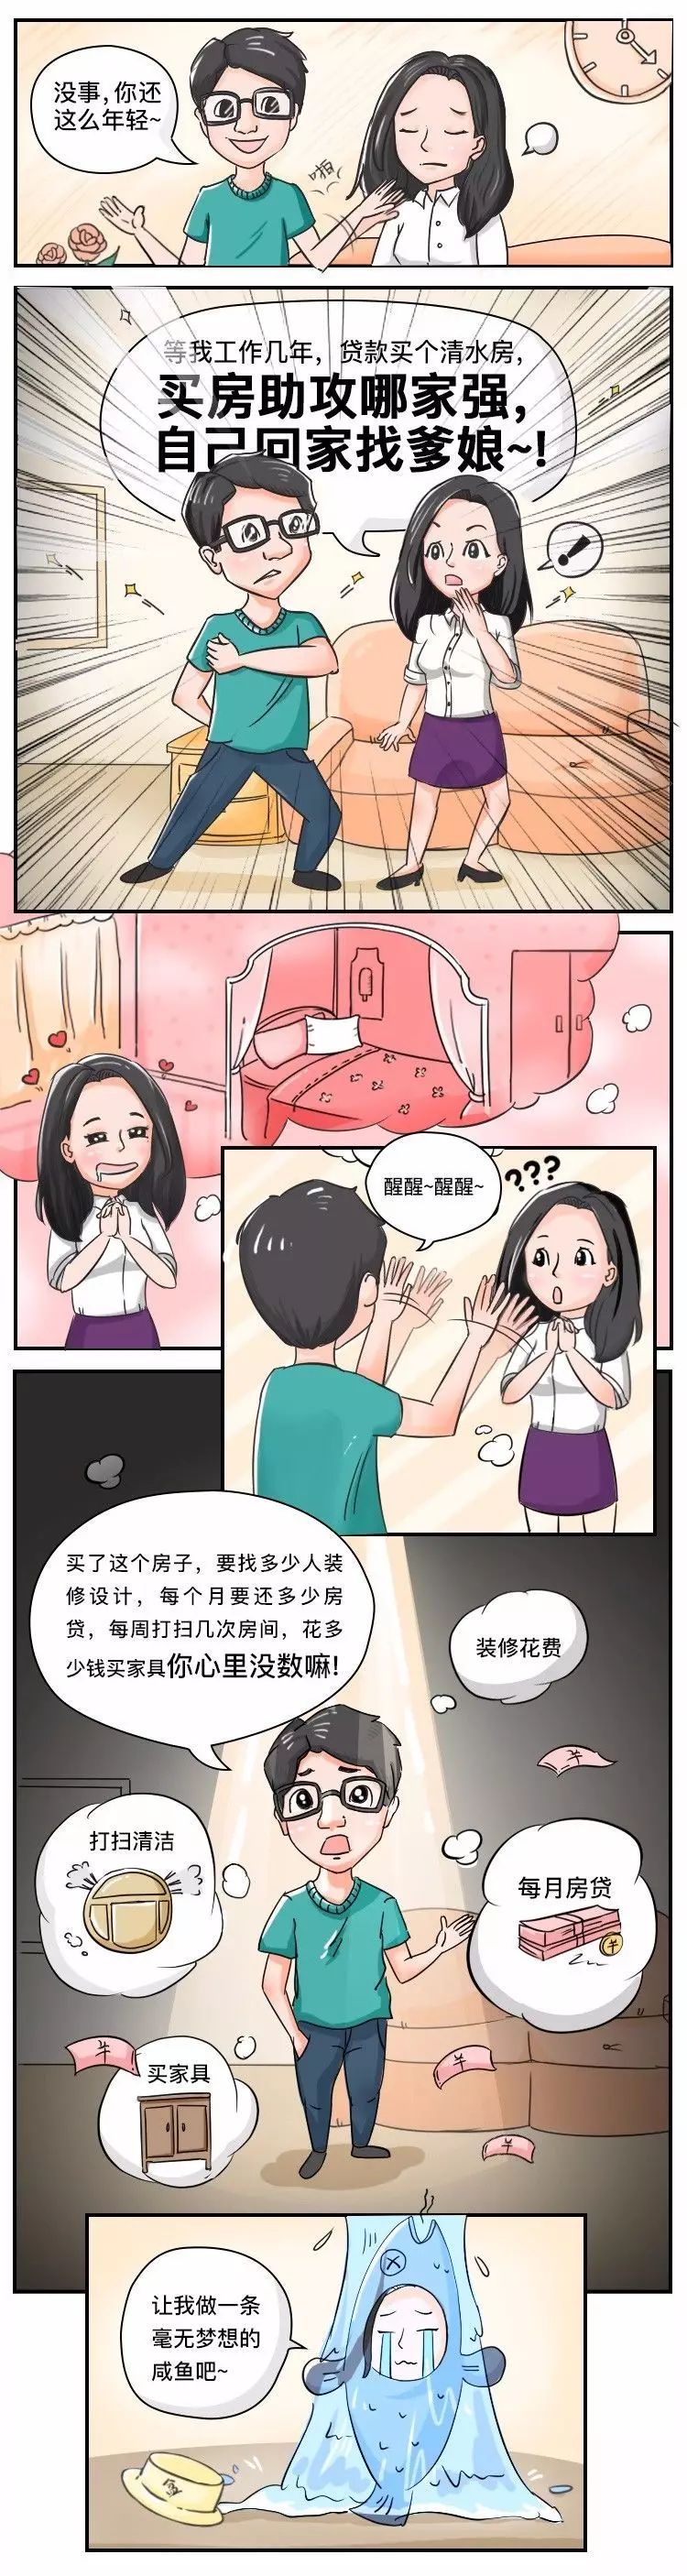 没事,你还
这么年轻~
啪
等我工作几年，贷款买个清水房，
买房助攻哪家强，
自己回家找爹娘~!
!
醒醒~醒醒~
???
买了这个房子，要找多少人装
修设计，每个月要还多少房
贷，每周打扫几次房间，花多
少钱买家具你心里没数嘛!
装修花费
打扫清洁
每月房贷
买家具
让我做一条
毫无梦想的
咸鱼吧~